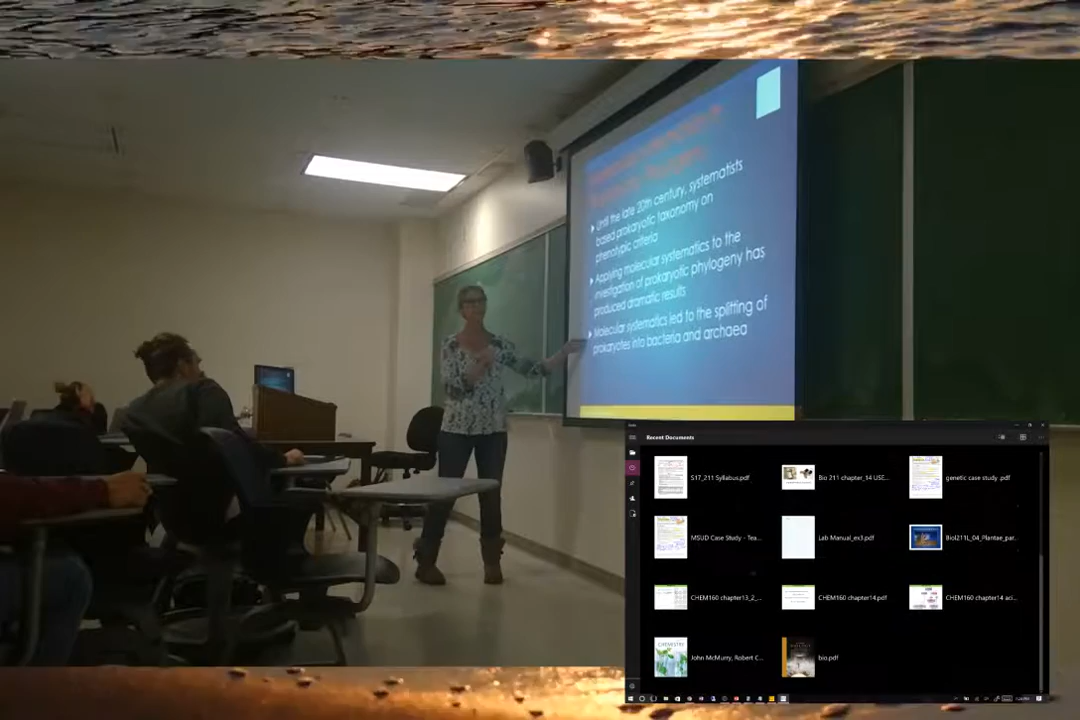 Until the late 20th century, systematists
based prokaryotic taxonomy on
phenotypic criteria
Applying molecular systematics to the
investigation of prokaryotic phylogeny has
produced dramatic results
Molecular systematics led to the splitting of
prokaryotes into bacteria and archaea
Recent Documents
S17_211 Syllabus.pdf
Bio 211 chapter_14 USE...
genetic case study .pdf
MSUD Case Study - Tea...
Lab Manual_ex3.pdf
Biol211L_04_Plantae_par...
CHEM160 chapter13_2_...
CHEM160 chapter14.pdf
CHEM160 chapter14 aci...
CHEMISTRY
John McMurry, Robert C...
bio.pdf